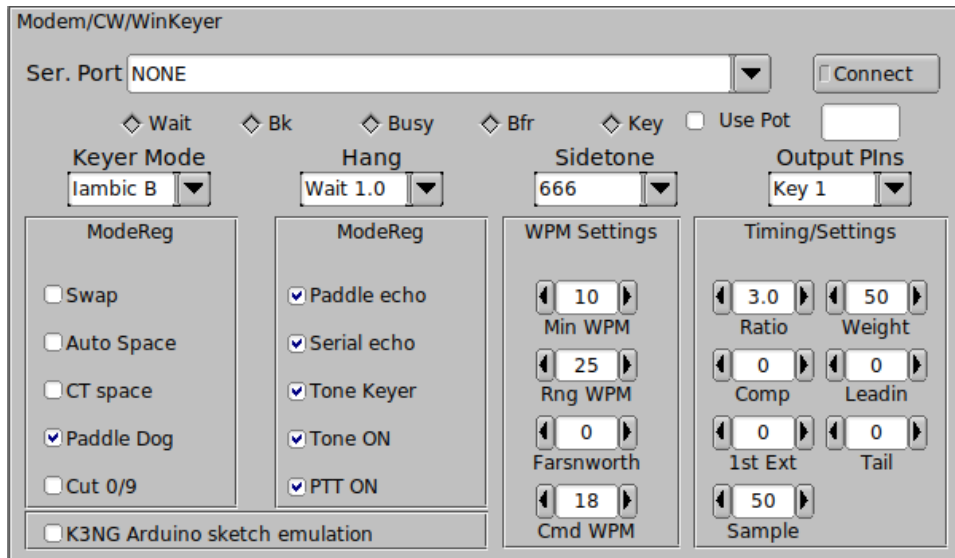 Modem/CW/WinKeyer
Ser. Port NONE Connect
Wait Bk Busy Bfr Key Use Pot
Keyer Mode Hang Sidetone Output PIns
Iambic B Wait 1.0 666 Key 1
ModeReg ModeReg WPM Settings Timing/Settings
Swap Paddle echo 10 3.0 50
Min WPM Ratio Weight
Auto Space Serial echo 25 0 0
CT space Tone Keyer Rng WPM Comp Leadin
Paddle Dog Tone ON 0 0 0
Farsnworth 1st Ext Tail
Cut 0/9 PTT ON 18 50
K3NG Arduino sketch emulation Cmd WPM Sample